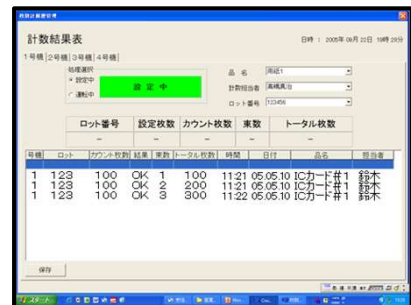 計数結果表
日時 : 2005年 08月 22日 19時 29分
1号機 2号機 3号機 4号機
処理選択
設定中
運転中
設定中
品 名 用紙1
計数担当者 高橋真治
ロット番号 123456
ロット番号 設定枚数 カウント枚数 束数 トータル枚数
－ － － － －
号機 ロット カウント枚数 結果 束数 トータル枚数 時間 日付 品名 担当者
1 123 100 OK 1 100 11:21 05.05.10 ICカード#1 鈴木
1 123 100 OK 2 200 11:21 05.05.10 ICカード#1 鈴木
1 123 100 OK 3 300 11:22 05.05.10 ICカード#1 鈴木
保存
スタート